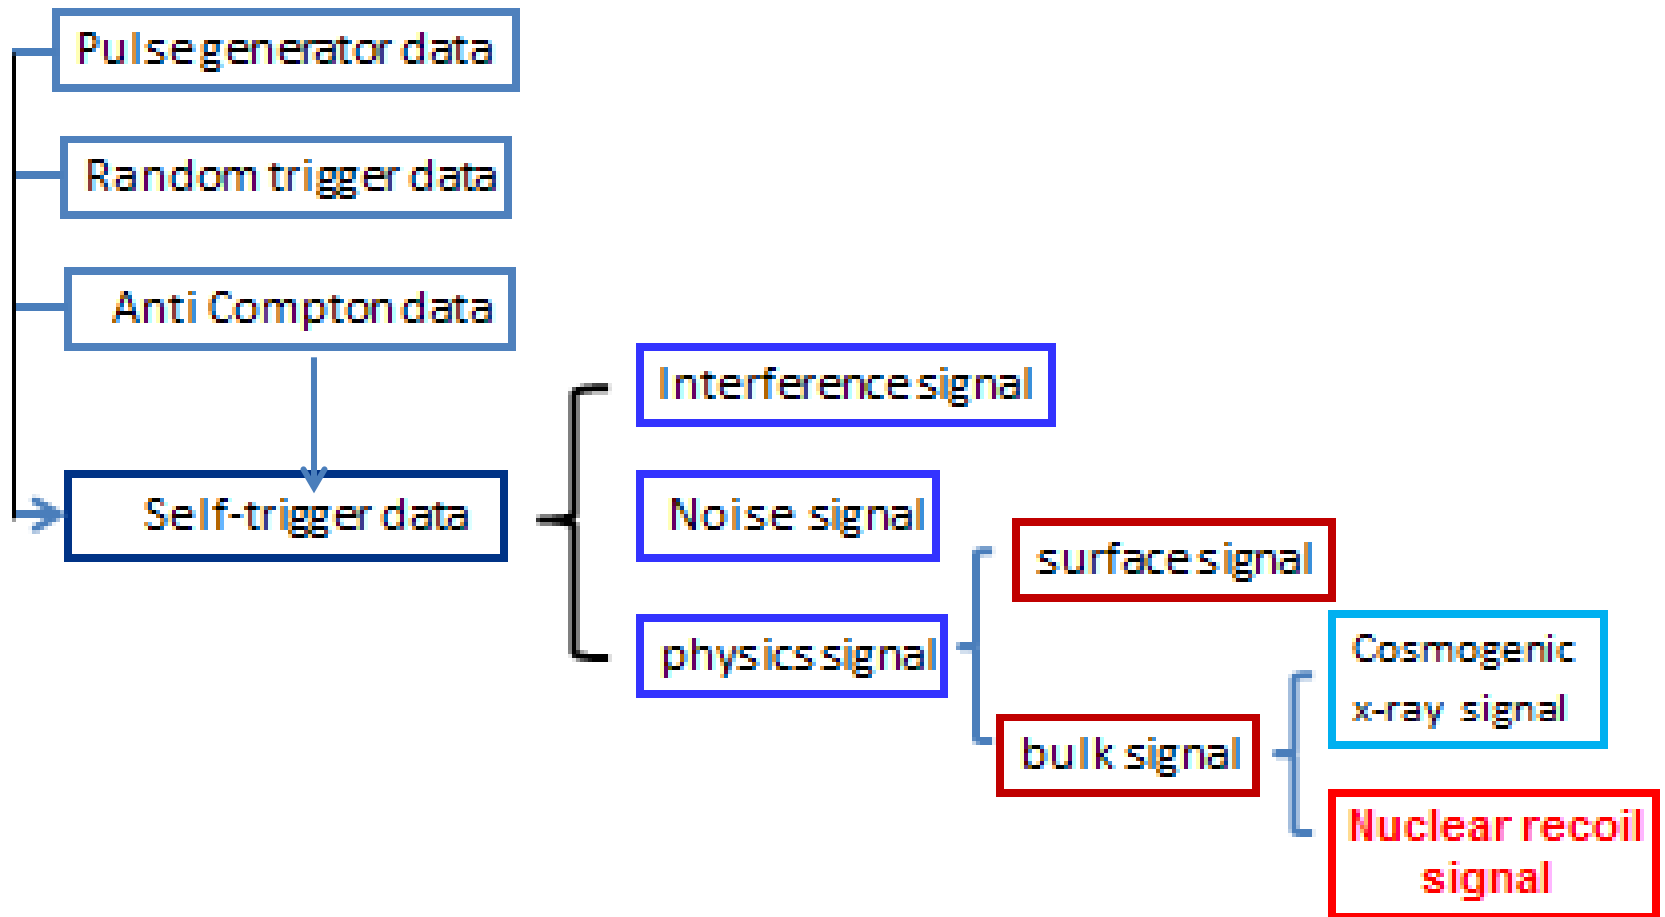 Pulse generator data
Random trigger data
Anti Compton data
Interference signal
Self-trigger data
Noise signal
surface signal
physics signal
Cosmogenic
x-ray signal
bulk signal
Nuclear recoil
signal